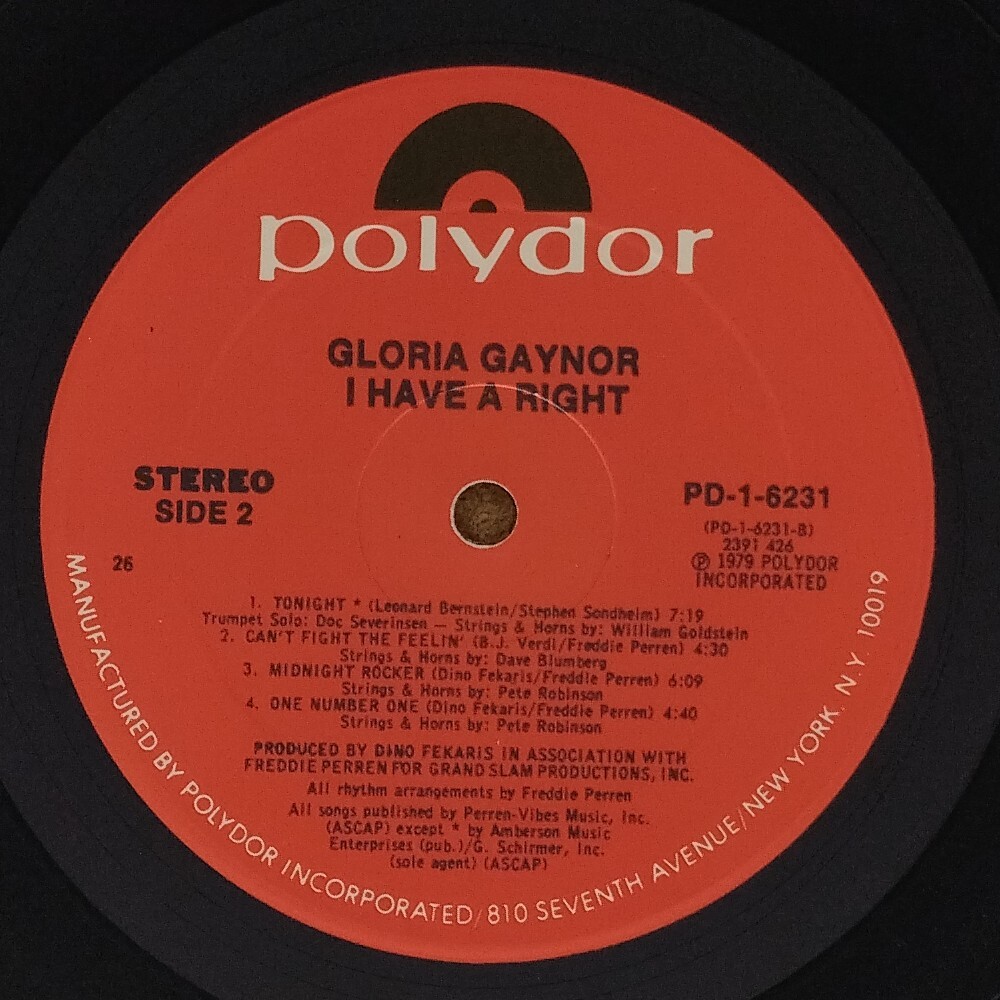 polydor
GLORIA GAYNOR
I HAVE A RIGHT
STEREO
SIDE 2
26
PD-1-6231
(PD-1-6231-B)
2391 426
℗ 1979 POLYDOR
INCORPORATED
1. TONIGHT * (Leonard Bernstein/Stephen Sondheim) 7:19
Trumpet Solo: Doc Severinsen — Strings & Horns by: William Goldstein
2. CAN'T FIGHT THE FEELIN' (B.J. Verdi/Freddie Perren) 4:30
Strings & Horns by: Dave Blumberg
3. MIDNIGHT ROCKER (Dino Fekaris/Freddie Perren) 6:09
Strings & Horns by: Pete Robinson
4. ONE NUMBER ONE (Dino Fekaris/Freddie Perren) 4:40
Strings & Horns by: Pete Robinson
PRODUCED BY DINO FEKARIS IN ASSOCIATION WITH
FREDDIE PERREN FOR GRAND SLAM PRODUCTIONS, INC.
All rhythm arrangements by Freddie Perren
All songs published by Perren-Vibes Music, Inc.
(ASCAP) except * by Amberson Music
Enterprises (pub.)/G. Schirmer, Inc.
(sole agent) (ASCAP)
MANUFACTURED BY POLYDOR INCORPORATED/810 SEVENTH AVENUE/NEW YORK, N.Y. 10019